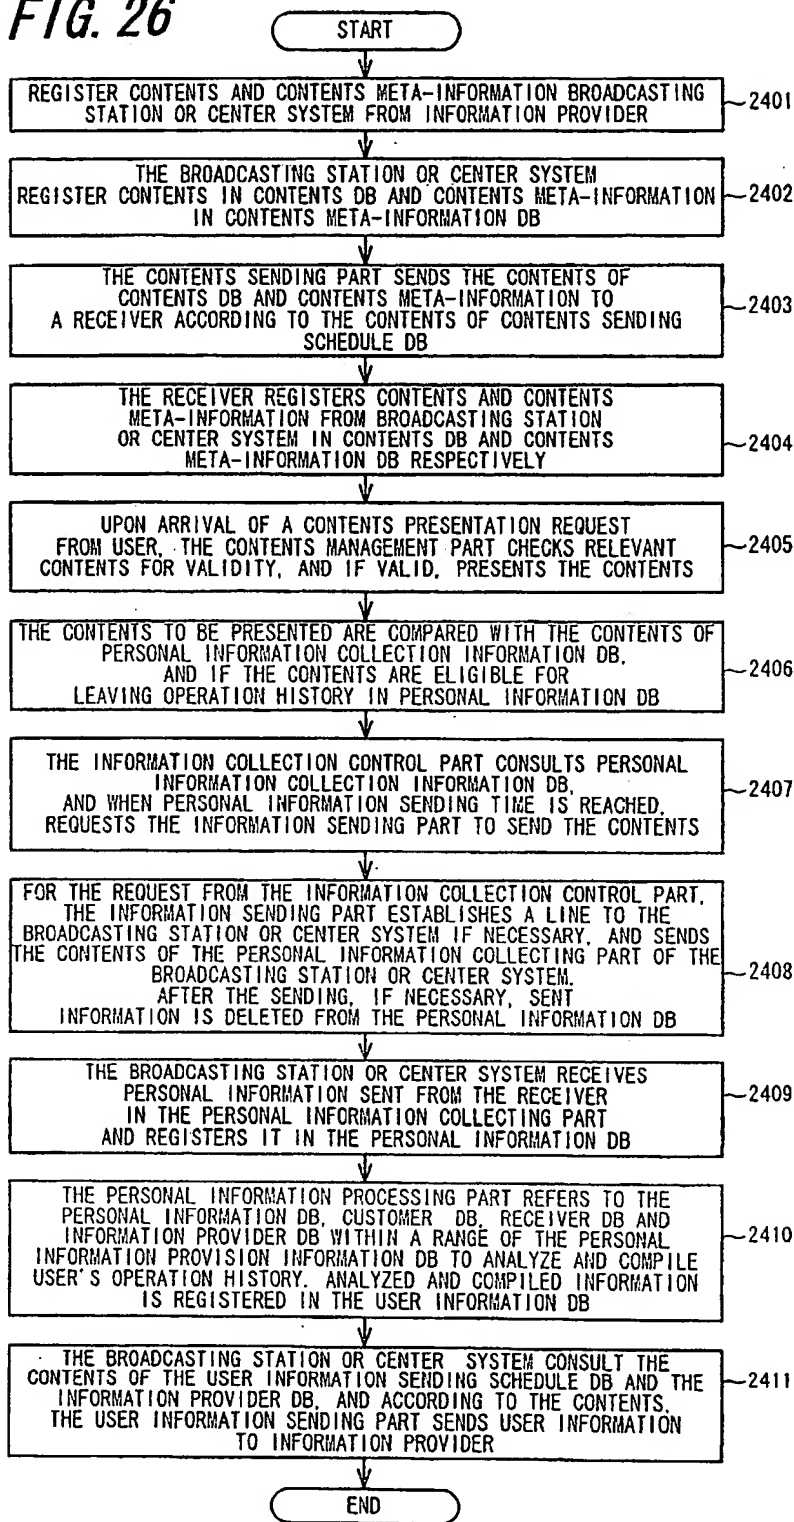 FIG. 26
START
REGISTER CONTENTS AND CONTENTS META-INFORMATION BROADCASTING
STATION OR CENTER SYSTEM FROM INFORMATION PROVIDER
2401
THE BROADCASTING STATION OR CENTER SYSTEM
REGISTER CONTENTS IN CONTENTS DB AND CONTENTS META-INFORMATION
IN CONTENTS META-INFORMATION DB
2402
THE CONTENTS SENDING PART SENDS THE CONTENTS OF
CONTENTS DB AND CONTENTS META-INFORMATION TO
A RECEIVER ACCORDING TO THE CONTENTS OF CONTENTS SENDING
SCHEDULE DB
2403
THE RECEIVER REGISTERS CONTENTS AND CONTENTS
META-INFORMATION FROM BROADCASTING STATION
OR CENTER SYSTEM IN CONTENTS DB AND CONTENTS
META-INFORMATION DB RESPECTIVELY
2404
UPON ARRIVAL OF A CONTENTS PRESENTATION REQUEST
FROM USER, THE CONTENTS MANAGEMENT PART CHECKS RELEVANT
CONTENTS FOR VALIDITY, AND IF VALID, PRESENTS THE CONTENTS
2405
THE CONTENTS TO BE PRESENTED ARE COMPARED WITH THE CONTENTS OF
PERSONAL INFORMATION COLLECTION INFORMATION DB,
AND IF THE CONTENTS ARE ELIGIBLE FOR
LEAVING OPERATION HISTORY IN PERSONAL INFORMATION DB
2406
THE INFORMATION COLLECTION CONTROL PART CONSULTS PERSONAL
INFORMATION COLLECTION INFORMATION DB,
AND WHEN PERSONAL INFORMATION SENDING TIME IS REACHED,
REQUESTS THE INFORMATION SENDING PART TO SEND THE CONTENTS
2407
FOR THE REQUEST FROM THE INFORMATION COLLECTION CONTROL PART,
THE INFORMATION SENDING PART ESTABLISHES A LINE TO THE
BROADCASTING STATION OR CENTER SYSTEM IF NECESSARY, AND SENDS
THE CONTENTS OF THE PERSONAL INFORMATION COLLECTING PART OF THE
BROADCASTING STATION OR CENTER SYSTEM.
AFTER THE SENDING, IF NECESSARY, SENT
INFORMATION IS DELETED FROM THE PERSONAL INFORMATION DB
2408
THE BROADCASTING STATION OR CENTER SYSTEM RECEIVES
PERSONAL INFORMATION SENT FROM THE RECEIVER
IN THE PERSONAL INFORMATION COLLECTING PART
AND REGISTERS IT IN THE PERSONAL INFORMATION DB
2409
THE PERSONAL INFORMATION PROCESSING PART REFERS TO THE
PERSONAL INFORMATION DB, CUSTOMER DB, RECEIVER DB AND
INFORMATION PROVIDER DB WITHIN A RANGE OF THE PERSONAL
INFORMATION PROVISION INFORMATION DB TO ANALYZE AND COMPILE
USER'S OPERATION HISTORY. ANALYZED AND COMPILED INFORMATION
IS REGISTERED IN THE USER INFORMATION DB
2410
THE BROADCASTING STATION OR CENTER SYSTEM CONSULT THE
CONTENTS OF THE USER INFORMATION SENDING SCHEDULE DB AND THE
INFORMATION PROVIDER DB, AND ACCORDING TO THE CONTENTS,
THE USER INFORMATION SENDING PART SENDS USER INFORMATION
TO INFORMATION PROVIDER
2411
END